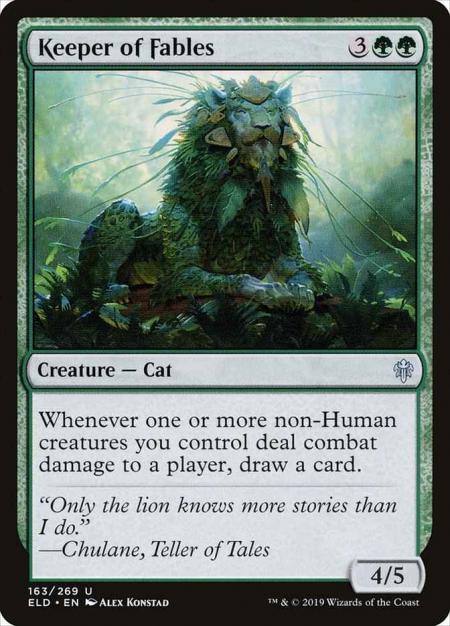 Keeper of Fables 3
Creature — Cat
Whenever one or more non-Human
creatures you control deal combat
damage to a player, draw a card.
“Only the lion knows more stories than
I do.”
—Chulane, Teller of Tales
4/5
163/269 U
ELD • EN Alex Konstad
™ & © 2019 Wizards of the Coast